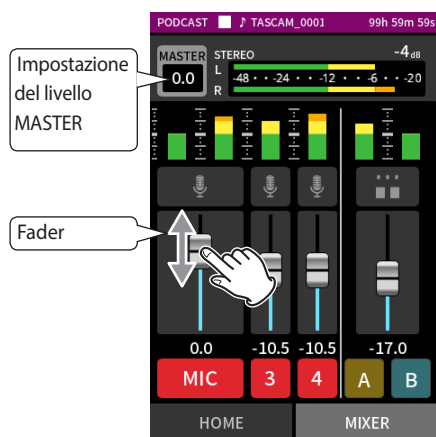 PODCAST ♪ TASCAM_0001 99h 59m 59s
Impostazione
del livello
MASTER
MASTER
0.0
STEREO
-4dB
L
-48 · · -24 · · -12 · · -6 · · -20
R
Fader
0.0 -10.5 -10.5 -17.0
MIC 3 4 A B
HOME MIXER